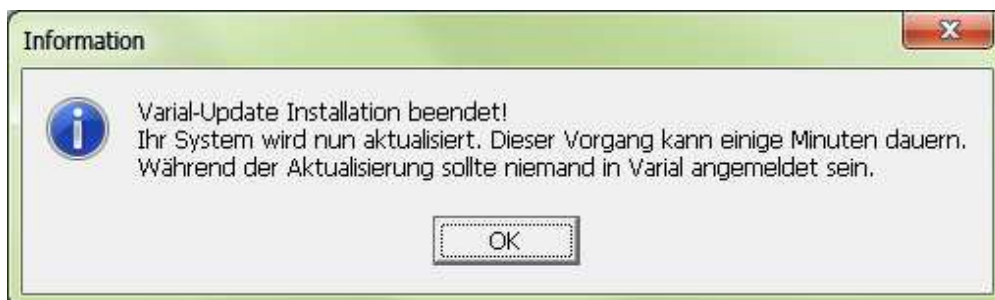 Information
Varial-Update Installation beendet!
Ihr System wird nun aktualisiert. Dieser Vorgang kann einige Minuten dauern.
Während der Aktualisierung sollte niemand in Varial angemeldet sein.
OK